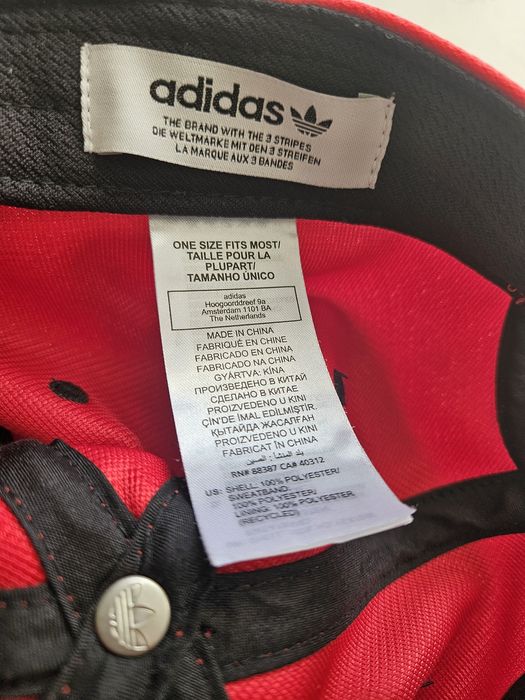 adidas
THE BRAND WITH THE 3 STRIPES
DIE WELTMARKE MIT DEN 3 STREIFEN
LA MARQUE AUX 3 BANDES
ONE SIZE FITS MOST/
TAILLE POUR LA
PLUPART/
TAMANHO ÚNICO
adidas
Hoogoorddreef 9a
Amsterdam 1101 BA
The Netherlands
MADE IN CHINA
FABRIQUÉ EN CHINE
FABRICADO EN CHINA
FABRICADO NA CHINA
GYÁRTVA: KÍNA
ПРОИЗВЕДЕНО В КИТАЙ
СДЕЛАНО В КИТАЕ
PROIZVEDENO U KINI
ÇİN'DE İMAL EDİLMİŞTİR.
ҚЫТАЙДА ЖАСАЛҒАН
PROIZVEDENO U KINI
FABRICAT ÎN CHINA
بلد المنشأ: الصين
RN# 88387 CA# 40312
US: SHELL: 100% POLYESTER/
SWEATBAND:
100% POLYESTER/
LINING: 100% POLYESTER
(RECYCLED)